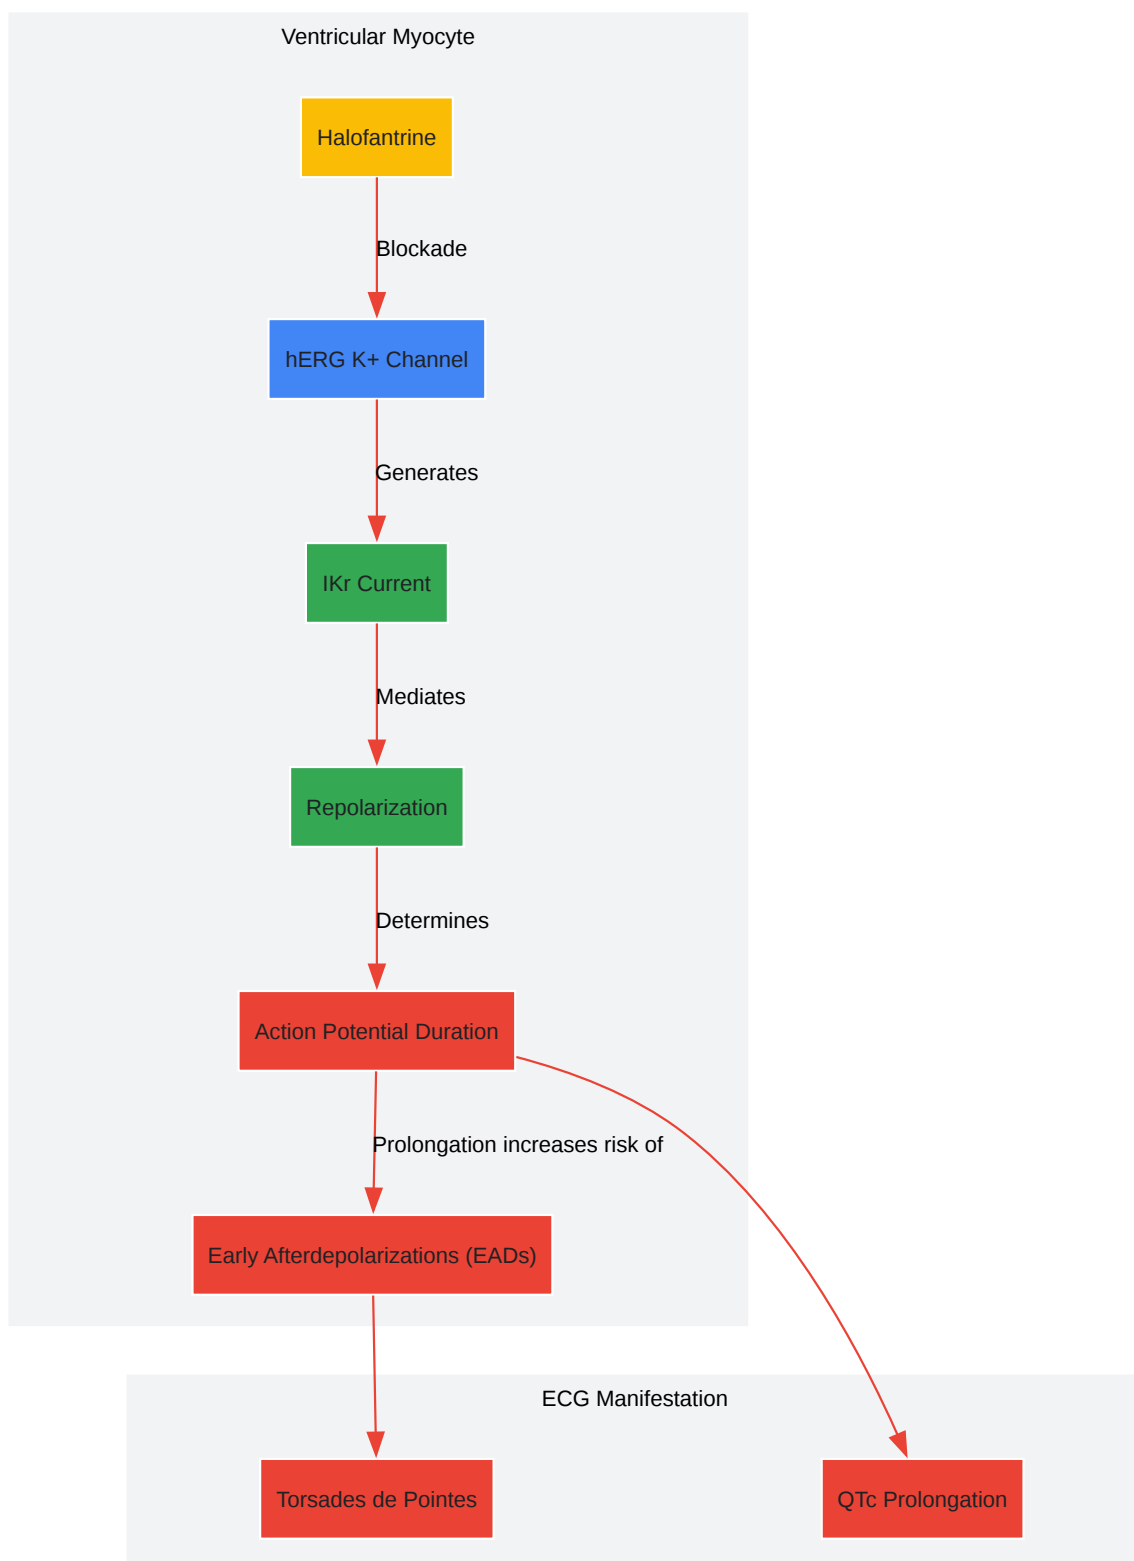 Ventricular Myocyte
Halofantrine
Blockade
hERG K+ Channel
Generates
IKr Current
Mediates
Repolarization
Determines
Action Potential Duration
Prolongation increases risk of
Early Afterdepolarizations (EADs)
ECG Manifestation
Torsades de Pointes
QTc Prolongation